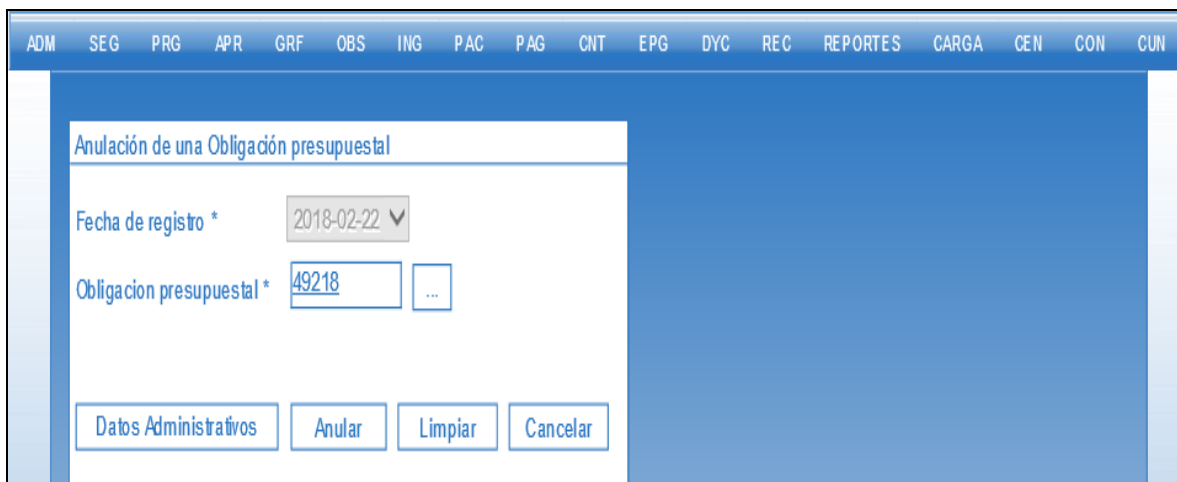 ADM SEG PRG APR GRF OBS ING PAC PAG CNT EPG DYC REC REPORTES CARGA CEN CON CUN
Anulación de una Obligación presupuestal
Fecha de registro * 2018-02-22
Obligacion presupuestal * 49218 ...
Datos Administrativos Anular Limpiar Cancelar